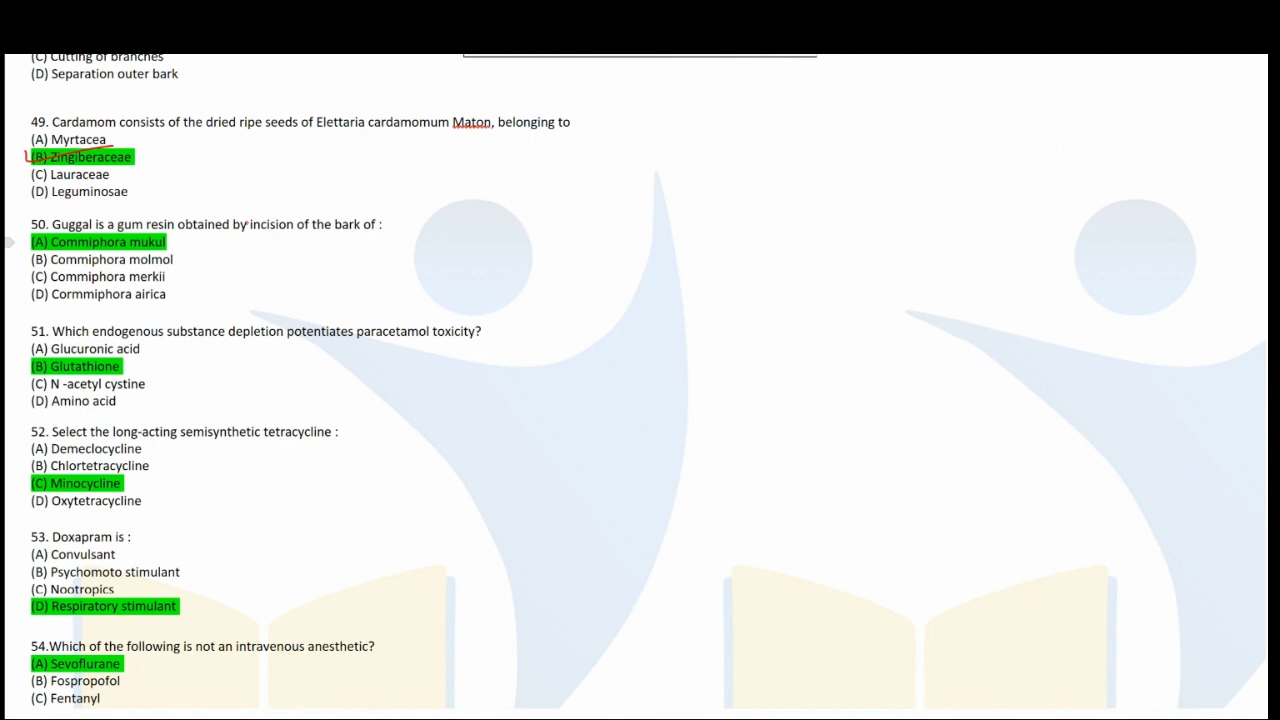 (C) Cutting of branches
(D) Separation outer bark
49. Cardamom consists of the dried ripe seeds of Elettaria cardamomum Maton, belonging to
(A) Myrtacea
(B) Zingiberaceae
(C) Lauraceae
(D) Leguminosae
50. Guggal is a gum resin obtained by incision of the bark of :
(A) Commiphora mukul
(B) Commiphora molmol
(C) Commiphora merkii
(D) Cormmiphora airica
51. Which endogenous substance depletion potentiates paracetamol toxicity?
(A) Glucuronic acid
(B) Glutathione
(C) N -acetyl cystine
(D) Amino acid
52. Select the long-acting semisynthetic tetracycline :
(A) Demeclocycline
(B) Chlortetracycline
(C) Minocycline
(D) Oxytetracycline
53. Doxapram is :
(A) Convulsant
(B) Psychomoto stimulant
(C) Nootropics
(D) Respiratory stimulant
54.Which of the following is not an intravenous anesthetic?
(A) Sevoflurane
(B) Fospropofol
(C) Fentanyl